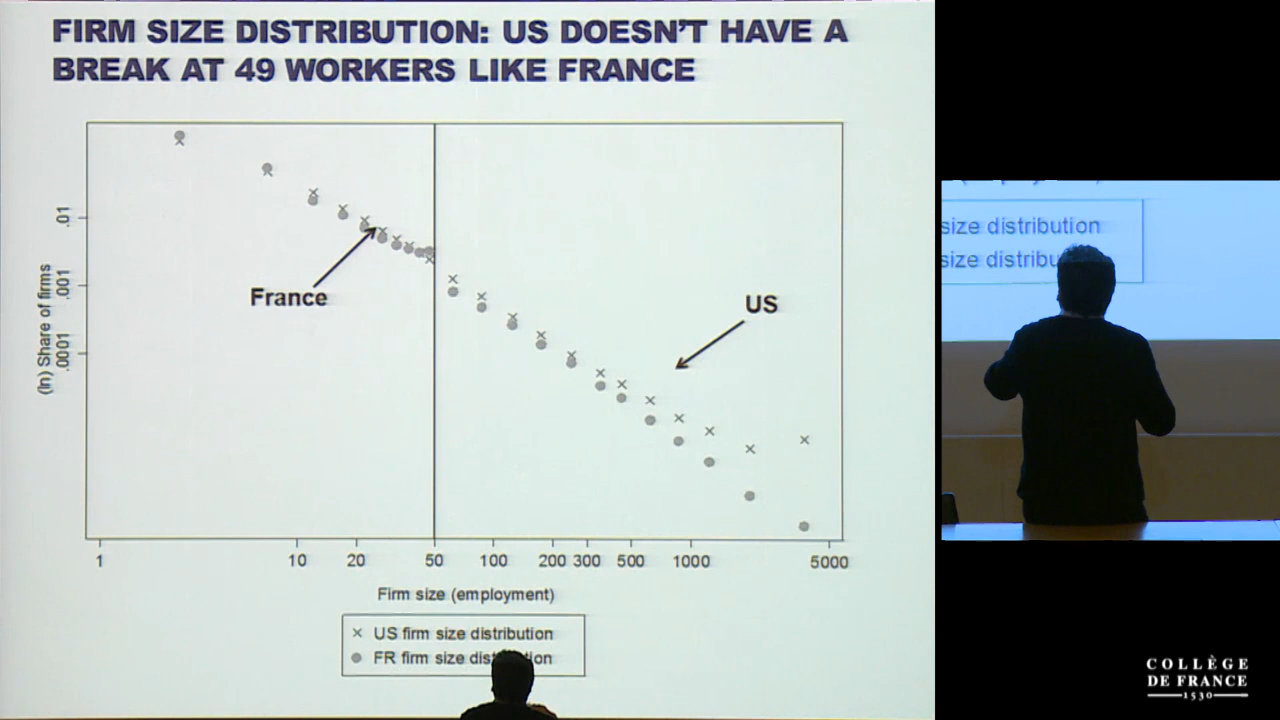 FIRM SIZE DISTRIBUTION: US DOESN'T HAVE A
BREAK AT 49 WORKERS LIKE FRANCE
(ln) Share of firms
.01
.001
.0001
France
US
1
10
20
50
100
200
300
500
1000
5000
Firm size (employment)
× US firm size distribution
● FR firm size
size distribution
size
COLLÈGE
DE FRANCE
1530